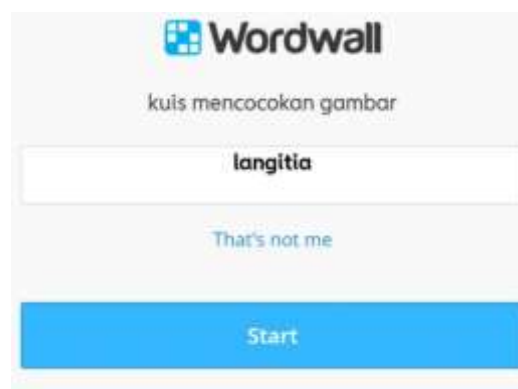 Wordwall
kuis mencocokan gambar
langitia
That's not me
Start